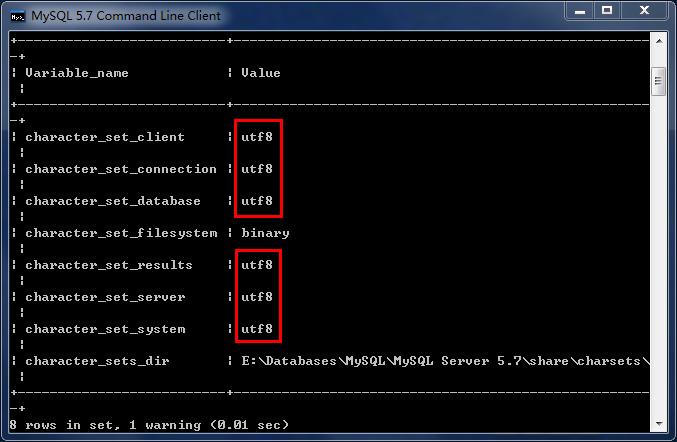 MySQL 5.7 Command Line Client
+--------------------------+--------------------------------------------------
-+
| Variable_name | Value
|
+--------------------------+--------------------------------------------------
-+
| character_set_client | utf8
|
| character_set_connection | utf8
|
| character_set_database | utf8
|
| character_set_filesystem | binary
|
| character_set_results | utf8
|
| character_set_server | utf8
|
| character_set_system | utf8
|
| character_sets_dir | E:\Databases\MySQL\MySQL Server 5.7\share\charsets\
|
+--------------------------+--------------------------------------------------
-+
8 rows in set, 1 warning (0.01 sec)